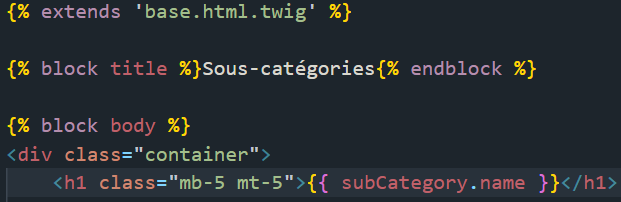 {% extends 'base.html.twig' %}
{% block title %}Sous-catégories{% endblock %}
{% block body %}
<div class="container">
<h1 class="mb-5 mt-5">{{ subCategory.name }}</h1>